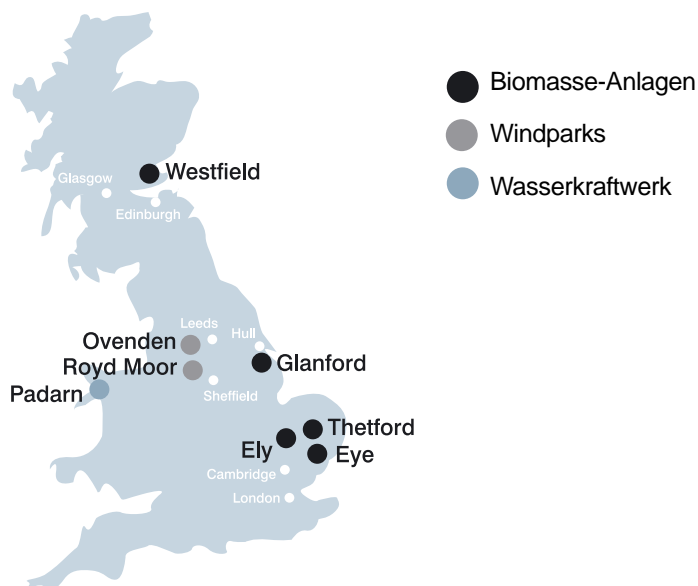 Biomasse-Anlagen
Windparks
Wasserkraftwerk
Westfield
Glasgow
Edinburgh
Leeds
Hull
Ovenden
Royd Moor
Glanford
Padarn
Sheffield
Thetford
Ely
Eye
Cambridge
London